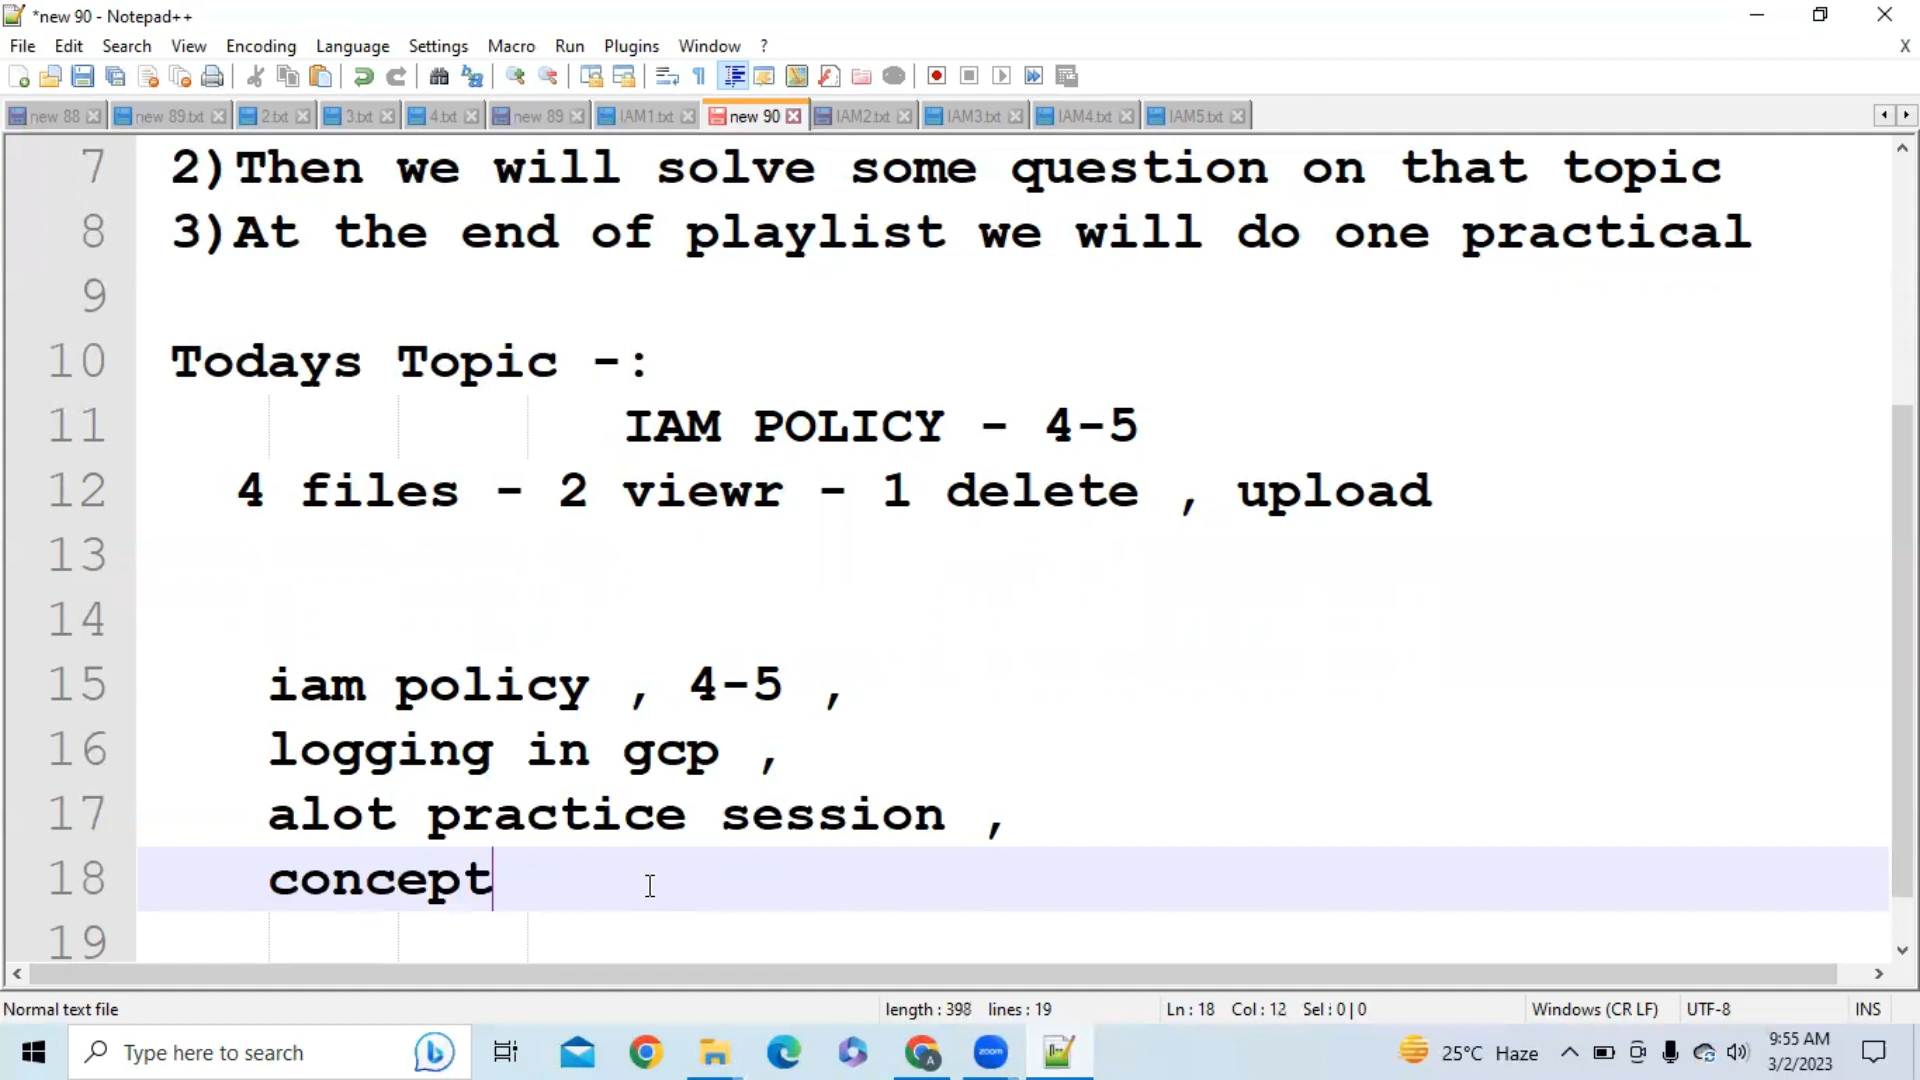 *new 90 - Notepad++
File Edit Search View Encoding Language Settings Macro Run Plugins Window ? X
new 88 new 89.txt 2.txt 3.txt 4.txt new 89 IAM1.txt new 90 IAM2.txt IAM3.txt IAM4.txt IAM5.txt
7 2)Then we will solve some question on that topic
8 3)At the end of playlist we will do one practical
9
10 Todays Topic -:
11 IAM POLICY - 4-5
12 4 files - 2 viewr - 1 delete , upload
13
14
15 iam policy , 4-5 ,
16 logging in gcp ,
17 alot practice session ,
18 concept
19
Normal text file length : 398 lines : 19 Ln : 18 Col : 12 Sel : 0 | 0 Windows (CR LF) UTF-8 INS
Type here to search zoom A 25°C Haze 9:55 AM
3/2/2023